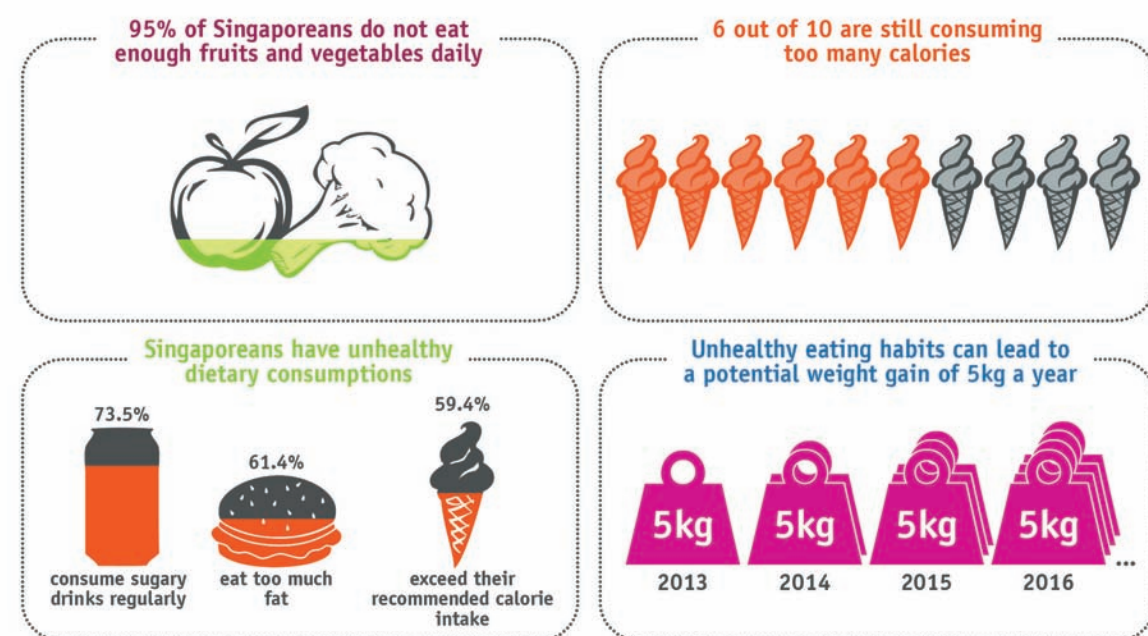 95% of Singaporeans do not eat
enough fruits and vegetables daily
6 out of 10 are still consuming
too many calories
Singaporeans have unhealthy
dietary consumptions
73.5%
consume sugary
drinks regularly
61.4%
eat too much
fat
59.4%
exceed their
recommended calorie
intake
Unhealthy eating habits can lead to
a potential weight gain of 5kg a year
5kg
2013
5kg
2014
5kg
2015
5kg
2016
...